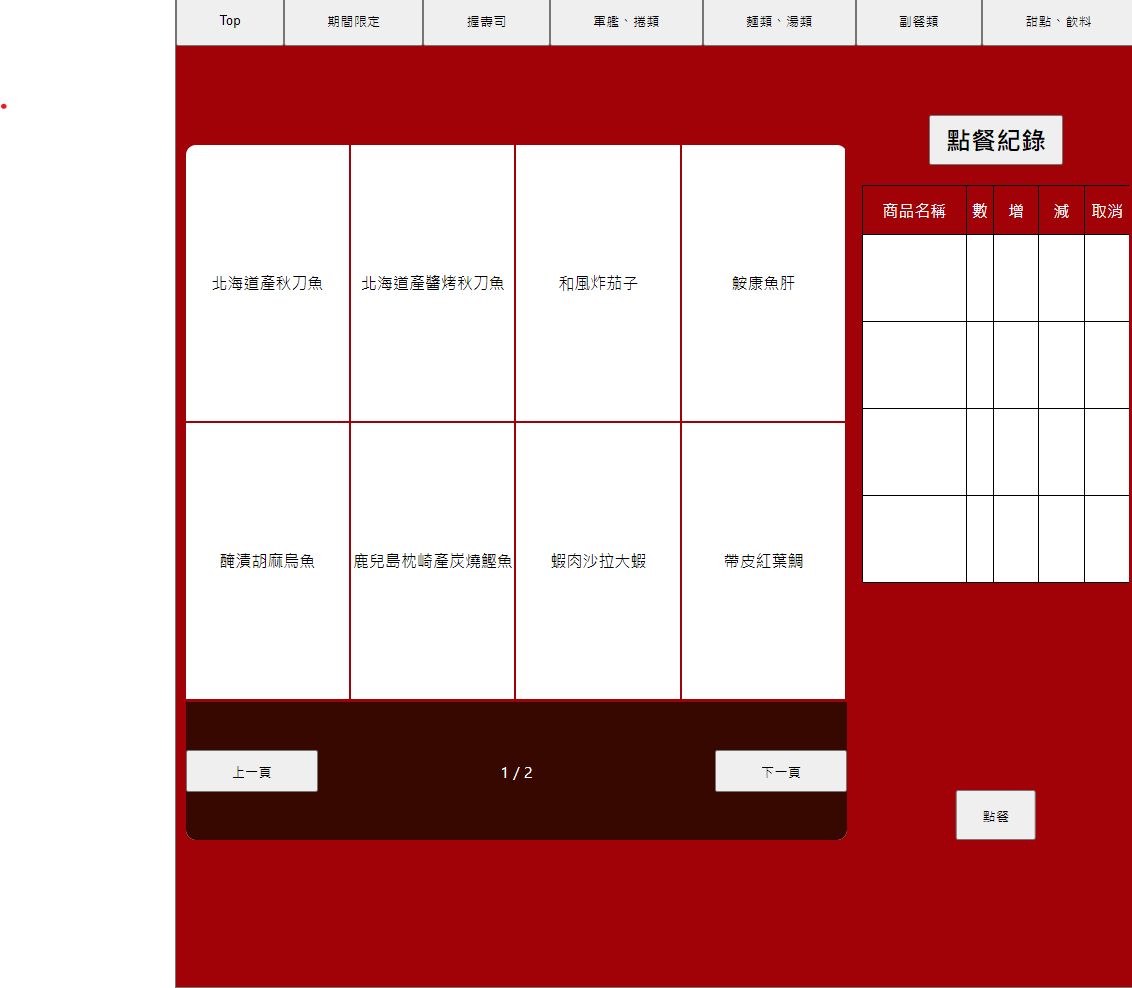 Top 期間限定 握壽司 軍艦、捲類 麵類、湯類 副餐類 甜點、飲料
點餐紀錄
商品名稱 數 增 減 取消
北海道產秋刀魚 北海道產醬烤秋刀魚 和風炸茄子 鮟康魚肝
醃漬胡麻烏魚 鹿兒島枕崎產炭燒鰹魚 蝦肉沙拉大蝦 帶皮紅葉鯛
上一頁 1 / 2 下一頁
點餐